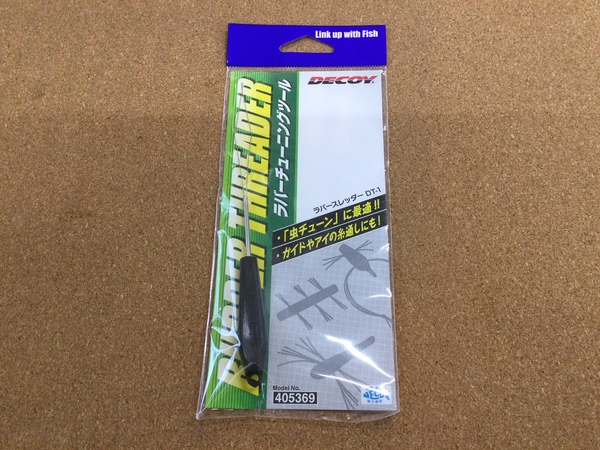 Link up with Fish
DECOY
RUBBER THREADER
ラバーチューニングツール
ラバースレッダー DT-1
・「虫チューン」に最適!!
・ガイドやアイの糸通しにも!
Model No.
405369